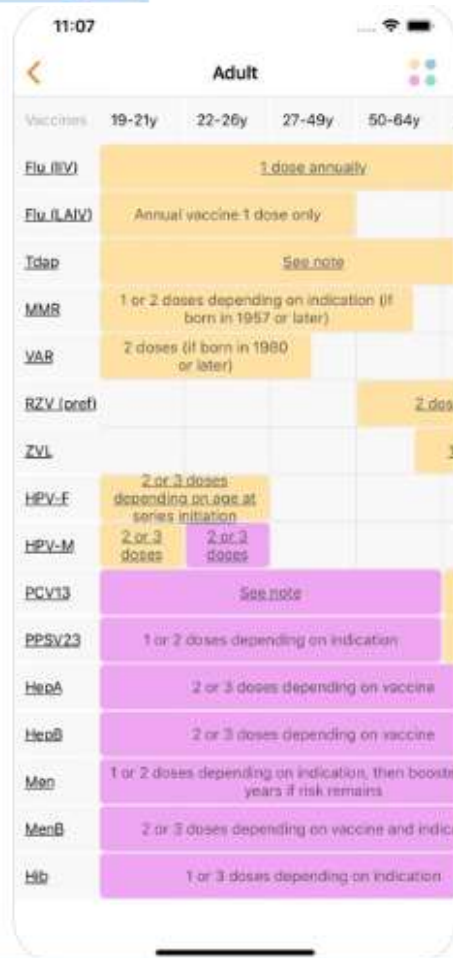 11:07
Adult
Vaccines 19-21y 22-26y 27-49y 50-64y
Flu (IIV) 1 dose annually
Flu (LAIV) Annual vaccine 1 dose only
Tdap See note
MMR 1 or 2 doses depending on indication (if
born in 1957 or later)
VAR 2 doses (if born in 1980
or later)
RZV (pref) 2 dos
ZVL
HPV-F 2 or 3 doses
depending on age at
series initiation
HPV-M 2 or 3 2 or 3
doses doses
PCV13 See note
PPSV23 1 or 2 doses depending on indication
HepA 2 or 3 doses depending on vaccine
HepB 2 or 3 doses depending on vaccine
Men 1 or 2 doses depending on indication, then booste
years if risk remains
MenB 2 or 3 doses depending on vaccine and indica
Hib 1 or 3 doses depending on indication